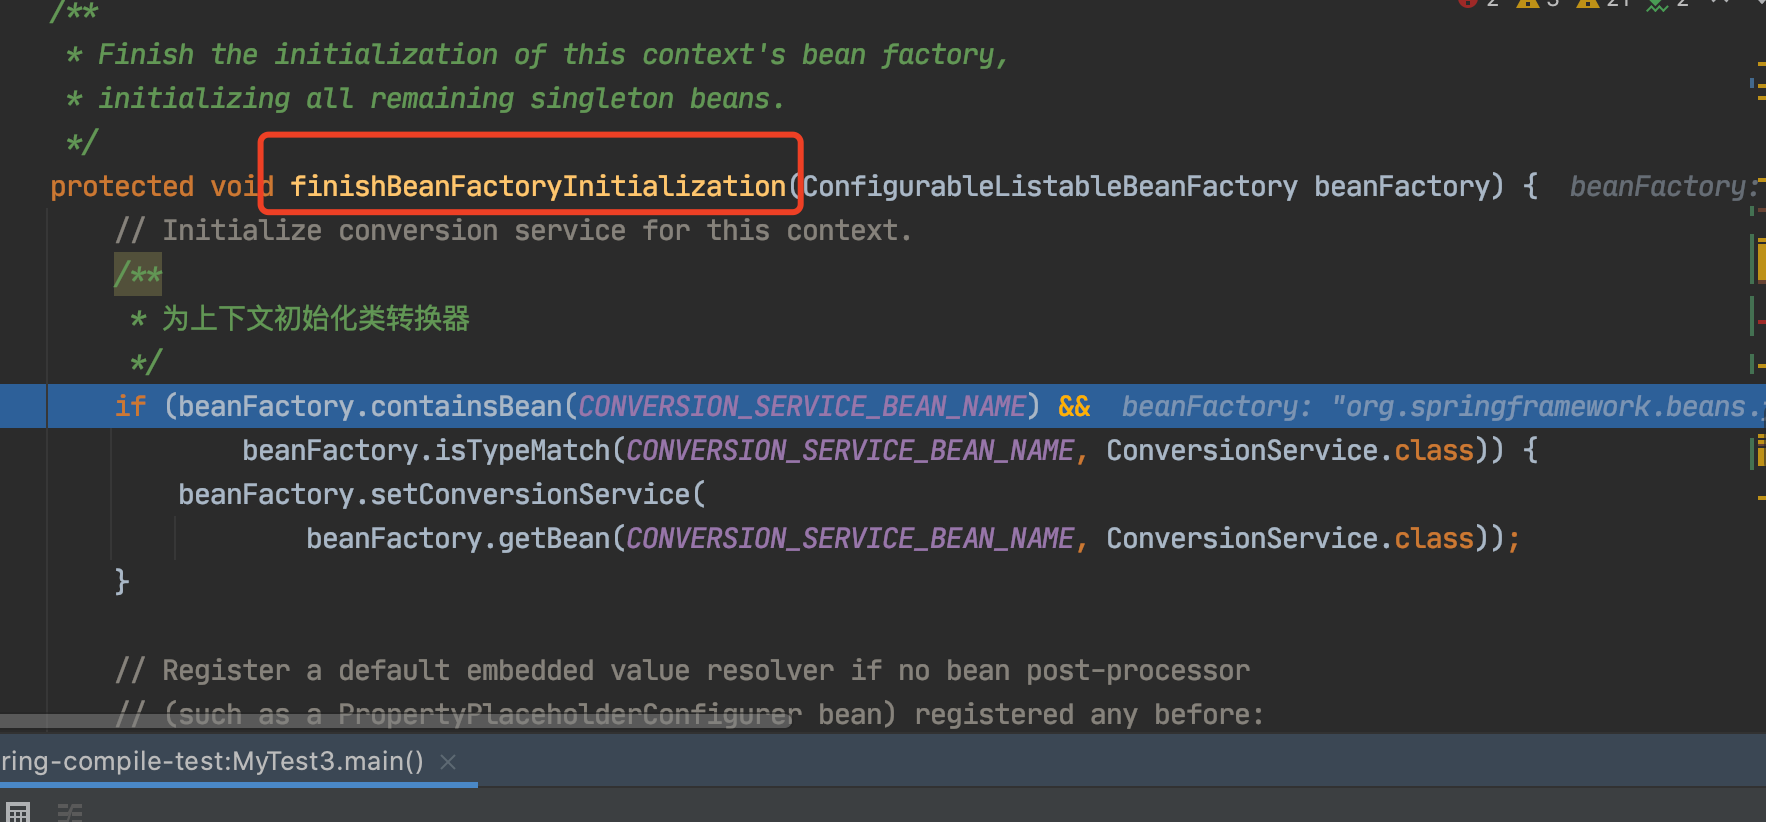 /**
* Finish the initialization of this context's bean factory,
* initializing all remaining singleton beans.
*/
protected void finishBeanFactoryInitialization(ConfigurableListableBeanFactory beanFactory) {  beanFactory:
// Initialize conversion service for this context.
/**
* 为上下文初始化类转换器
*/
if (beanFactory.containsBean(CONVERSION_SERVICE_BEAN_NAME) &&  beanFactory: "org.springframework.beans.
beanFactory.isTypeMatch(CONVERSION_SERVICE_BEAN_NAME, ConversionService.class)) {
beanFactory.setConversionService(
beanFactory.getBean(CONVERSION_SERVICE_BEAN_NAME, ConversionService.class));
}
// Register a default embedded value resolver if no bean post-processor
// (such as a PropertyPlaceholderConfigurer bean) registered any before:
ring-compile-test:MyTest3.main()